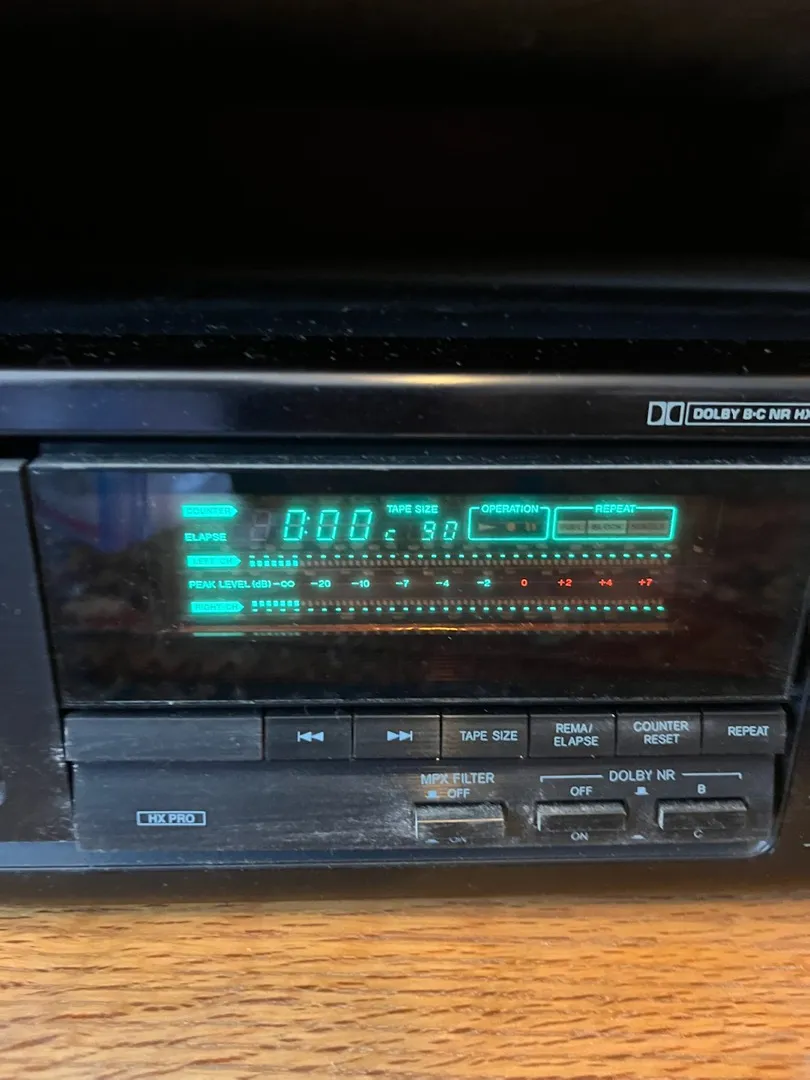 DOLBY B·C NR HX
COUNTER
ELAPSE
0:00
TAPE SIZE
c 90
OPERATION
REPEAT
LEFT CH
PEAK LEVEL (dB) -∞ -20 -10 -7 -4 -2 0 +2 +4 +7
RIGHT CH
TAPE SIZE
REMA/
ELAPSE
COUNTER
RESET
REPEAT
MPX FILTER
OFF
ON
DOLBY NR
OFF
ON
B
C
HX PRO